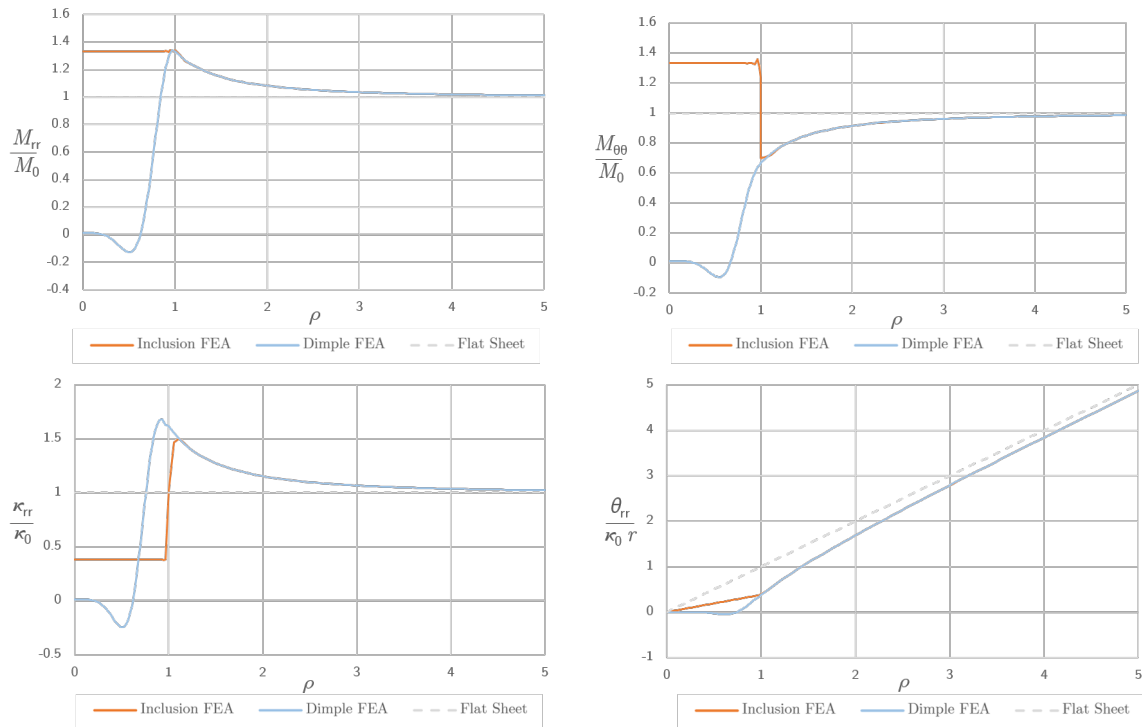 1.6
1.4
1.2
1
0.8
0.6
0.4
0.2
0
-0.2
-0.4
M_rr
M_0
0 1 2 3 4 5
ρ
Inclusion FEA Dimple FEA Flat Sheet
1.6
1.4
1.2
1
0.8
0.6
0.4
0.2
0
-0.2
M_θθ
M_0
0 1 2 3 4 5
ρ
Inclusion FEA Dimple FEA Flat Sheet
2
1.5
1
0.5
0
-0.5
κ_rr
κ_0
0 1 2 3 4 5
ρ
Inclusion FEA Dimple FEA Flat Sheet
5
4
3
2
1
0
-1
θ_rr
κ_0 r
0 1 2 3 4 5
ρ
Inclusion FEA Dimple FEA Flat Sheet